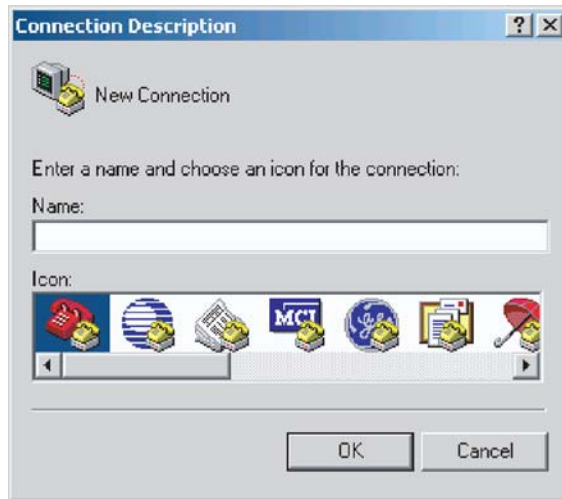 Connection Description
New Connection
Enter a name and choose an icon for the connection:
Name:
Icon:
MCI
OK
Cancel